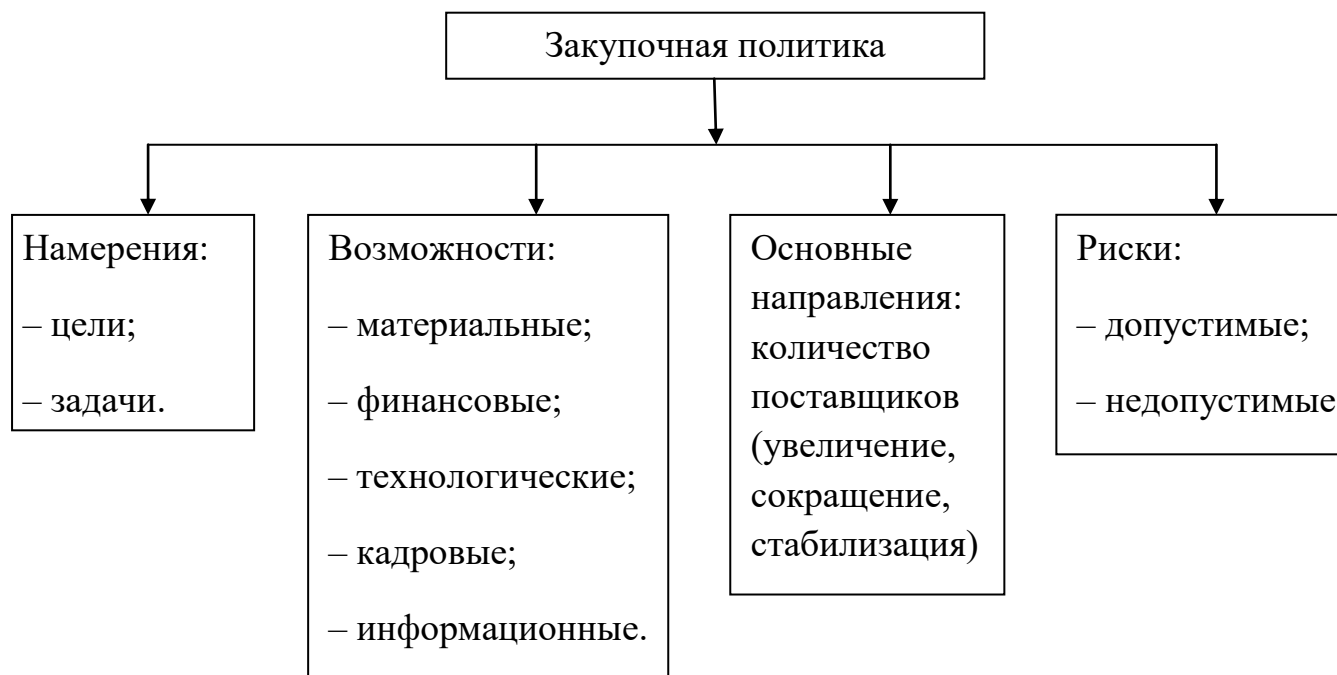 Закупочная политика
Намерения:
– цели;
– задачи.
Возможности:
– материальные;
– финансовые;
– технологические;
– кадровые;
– информационные.
Основные
направления:
количество
поставщиков
(увеличение,
сокращение,
стабилизация)
Риски:
– допустимые;
– недопустимые